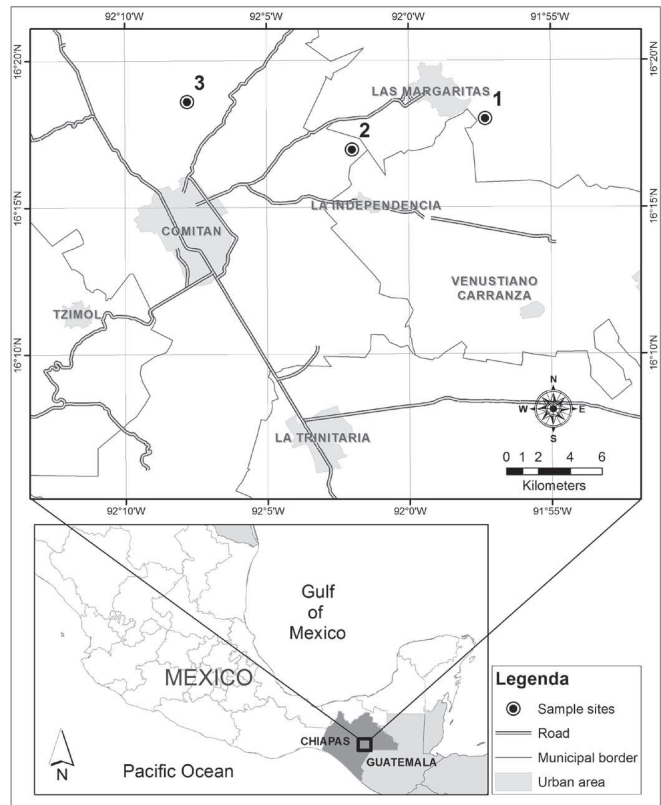 92°10'W 92°5'W 92°0'W 91°55'W
16°20'N
16°20'N
3
LAS MARGARITAS
1
2
16°15'N
16°15'N
LA INDEPENDENCIA
COMITAN
VENUSTIANO
CARRANZA
TZIMOL
16°10'N
16°10'N
N
W E
S
LA TRINITARIA
0 1 2 4 6
Kilometers
92°10'W 92°5'W 92°0'W 91°55'W
Gulf
of
Mexico
MEXICO
CHIAPAS
GUATEMALA
N
Pacific Ocean
Legenda
Sample sites
Road
Municipal border
Urban area